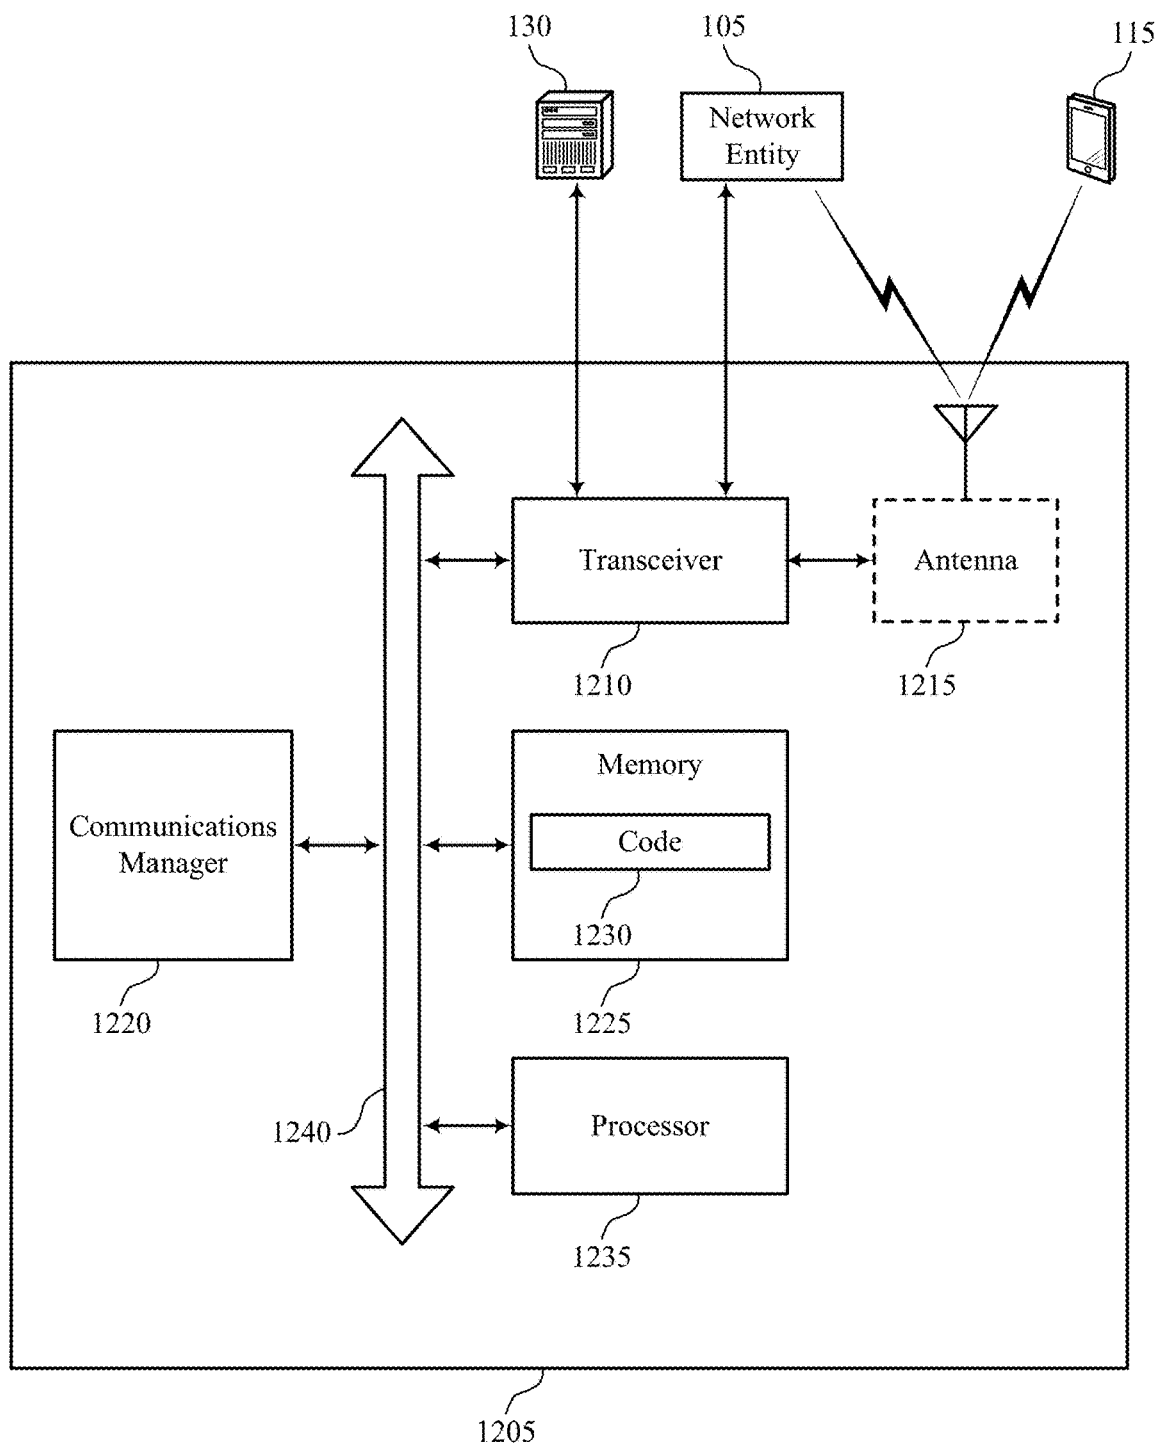 130
105
115
Network
Entity
Transceiver
Antenna
1210
1215
Memory
Communications
Manager
Code
1230
1220
1225
1240
Processor
1235
1205